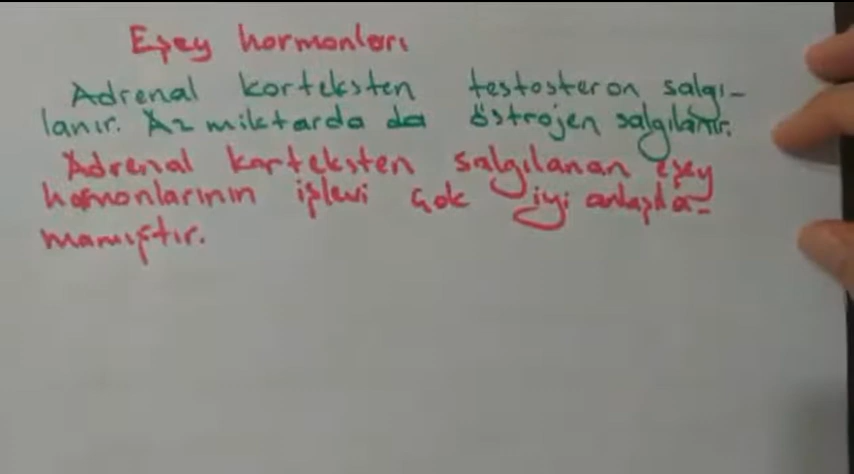 Eşey hormonları
Adrenal korteksten testosteron salgı-
lanır. Az miktarda da östrojen salgılanır.
Adrenal korteksten salgılanan eşey
hormonlarının işlevi çok iyi anlaşıla-
mamıştır.